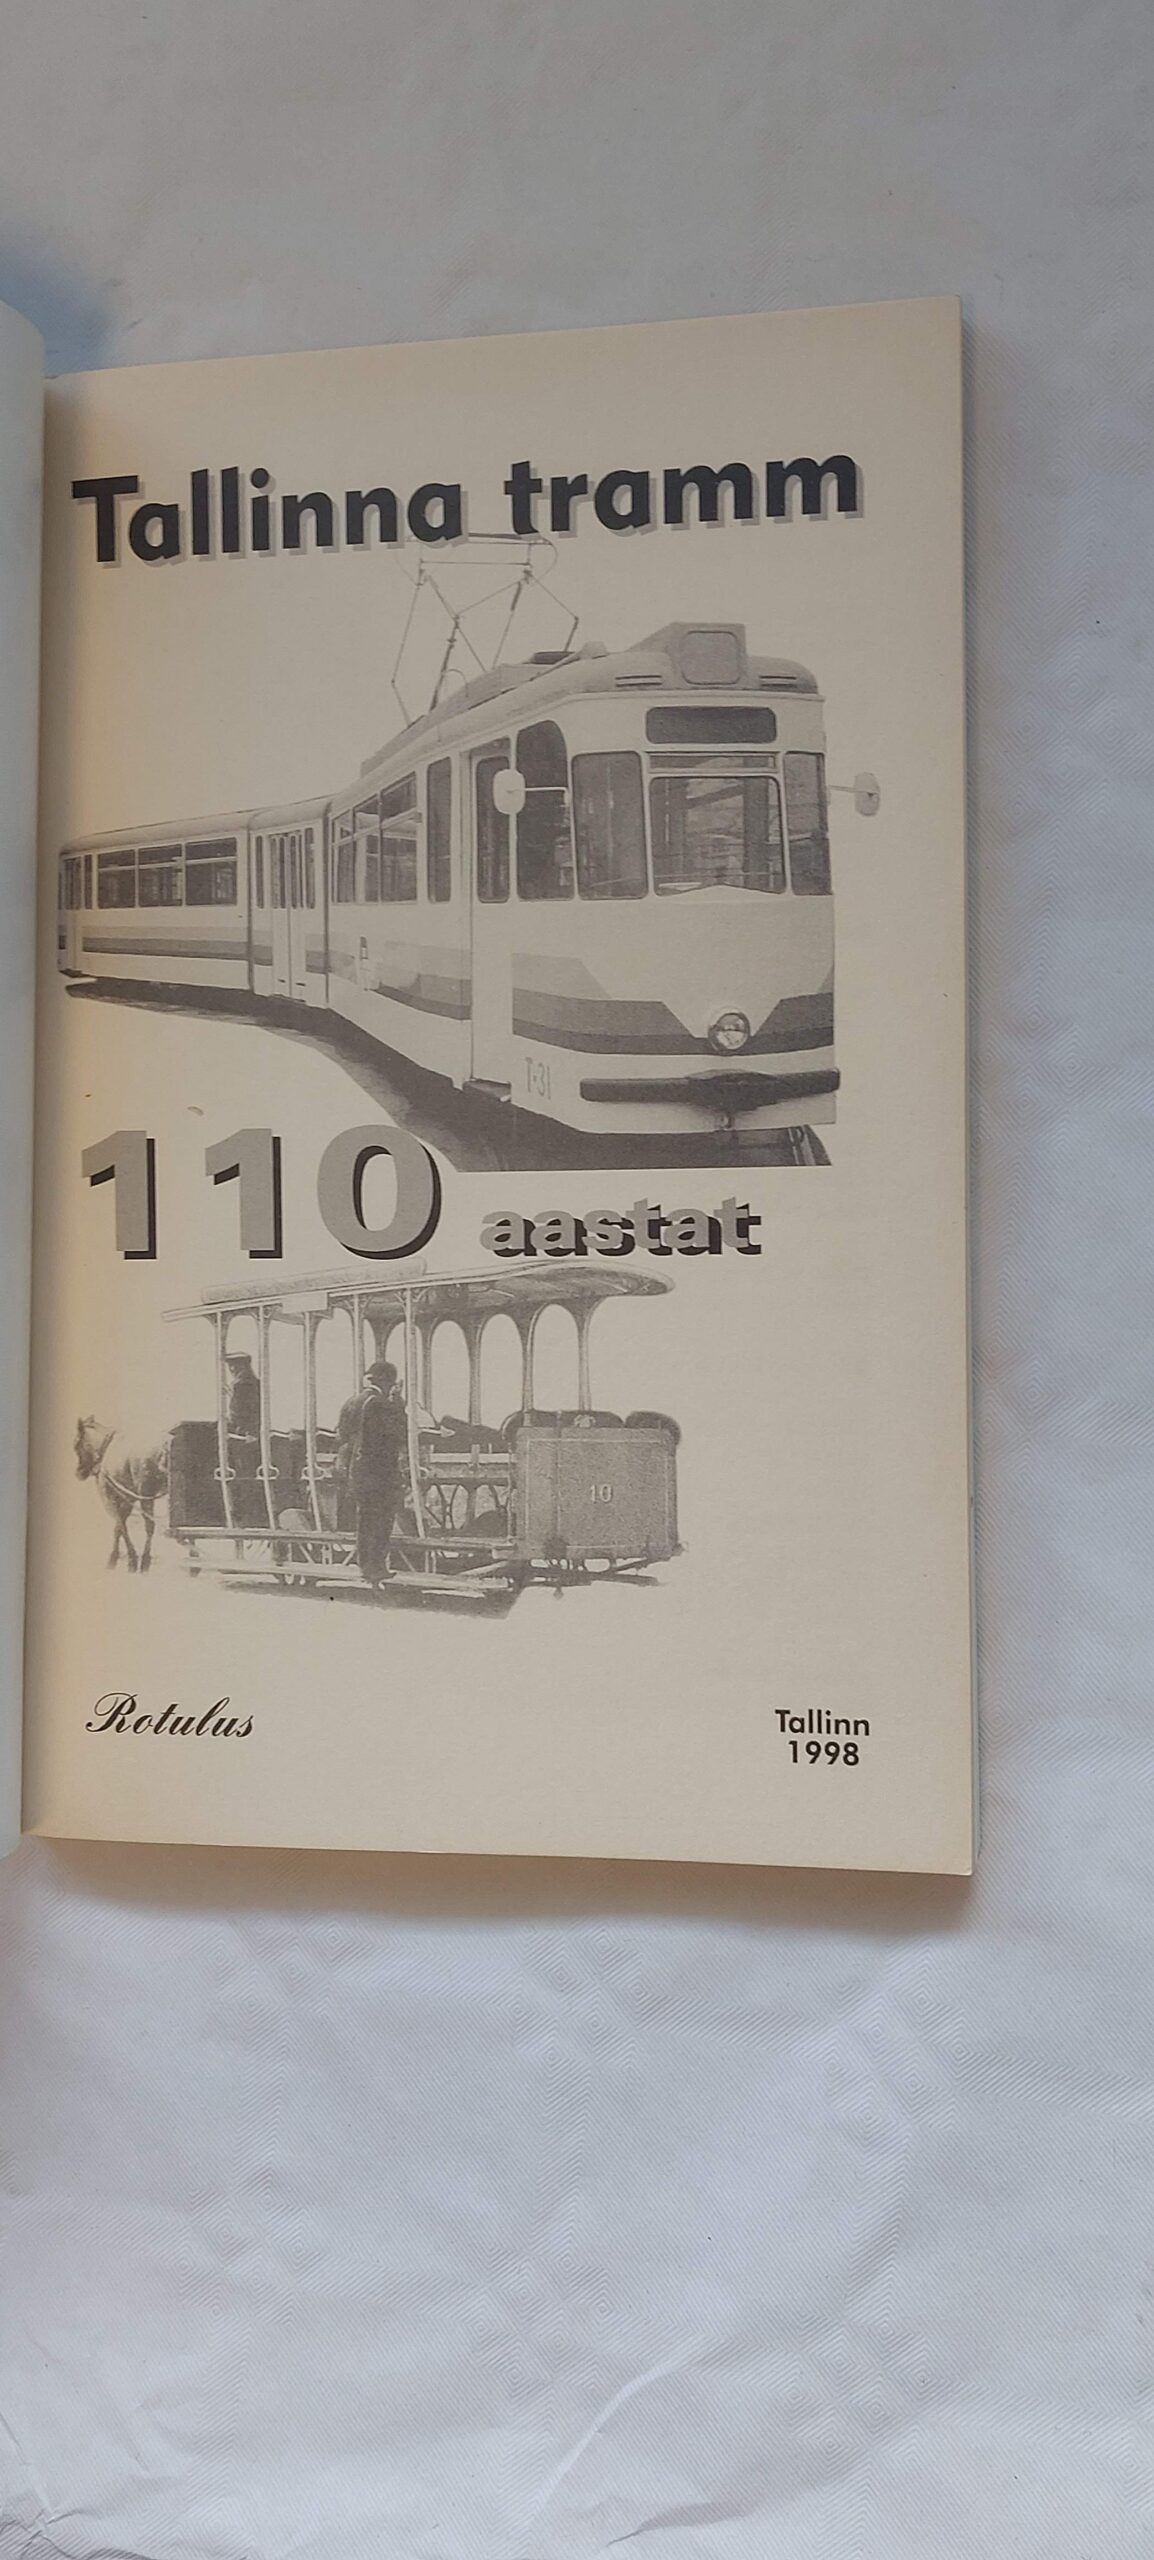 Tallinna tramm
T-31
110 aastat
10
Rotulus
Tallinn
1998